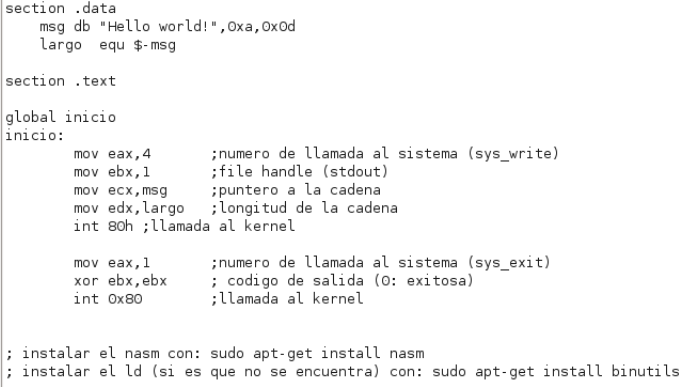 section .data
    msg db "Hello world!",0xa,0x0d
    largo  equ $-msg

section .text

global inicio
inicio:
        mov eax,4       ;numero de llamada al sistema (sys_write)
        mov ebx,1       ;file handle (stdout)
        mov ecx,msg     ;puntero a la cadena
        mov edx,largo   ;longitud de la cadena
        int 80h ;llamada al kernel

        mov eax,1       ;numero de llamada al sistema (sys_exit)
        xor ebx,ebx     ; codigo de salida (0: exitosa)
        int 0x80        ;llamada al kernel


; instalar el nasm con: sudo apt-get install nasm
; instalar el ld (si es que no se encuentra) con: sudo apt-get install binutils